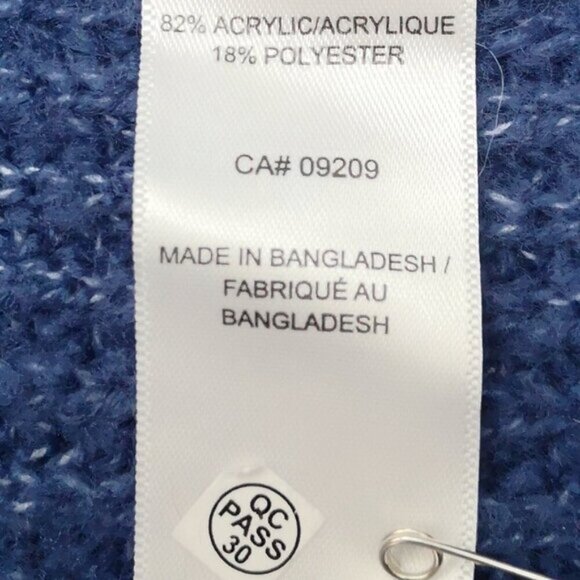 82% ACRYLIC/ACRYLIQUE
18% POLYESTER
CA# 09209
MADE IN BANGLADESH /
FABRIQUÉ AU
BANGLADESH
QC
PASS
30